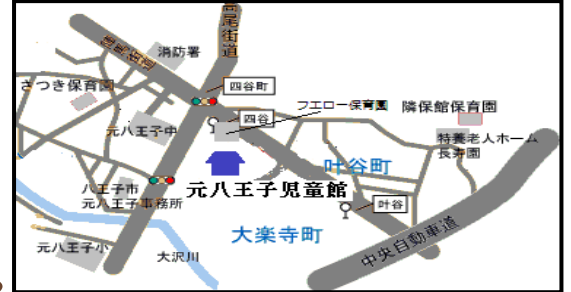 高尾街道
陣馬街道
消防署
四谷町
さつき保育園
四谷
フエロー保育園
隣保館保育園
元八王子中
特養老人ホーム
長寿園
叶谷町
八王子市
元八王子事務所
元八王子児童館
叶谷
大楽寺町
元八王子小
大沢川
中央自動車道